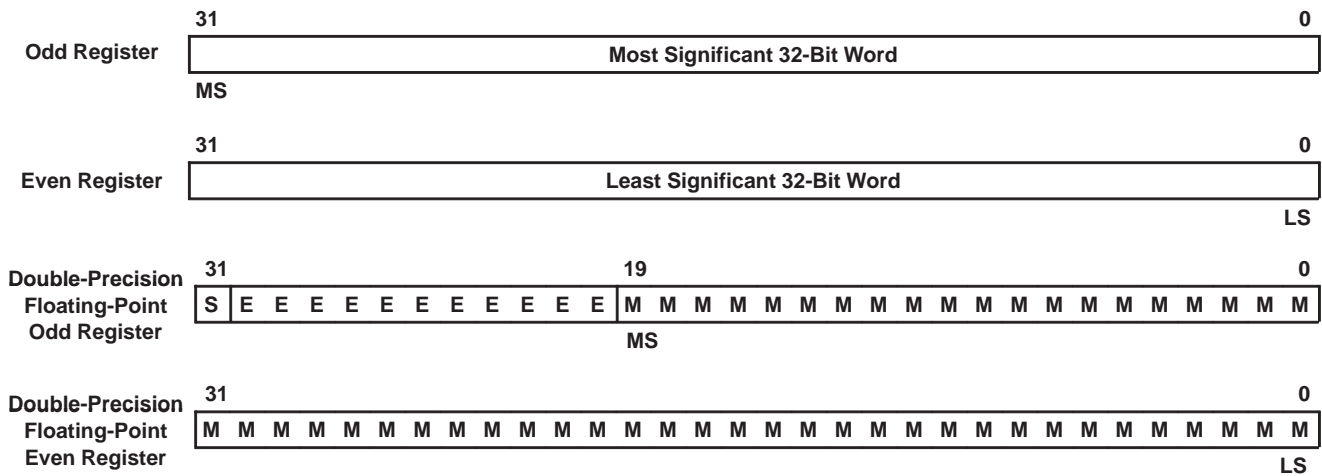 31 0
Odd Register Most Significant 32-Bit Word
MS
31 0
Even Register Least Significant 32-Bit Word
LS
Double-Precision
Floating-Point
Odd Register
31 19 0
S E E E E E E E E E E E M M M M M M M M M M M M M M M M M M M M
MS
Double-Precision
Floating-Point
Even Register
31 0
M M M M M M M M M M M M M M M M M M M M M M M M M M M M M M M M
LS